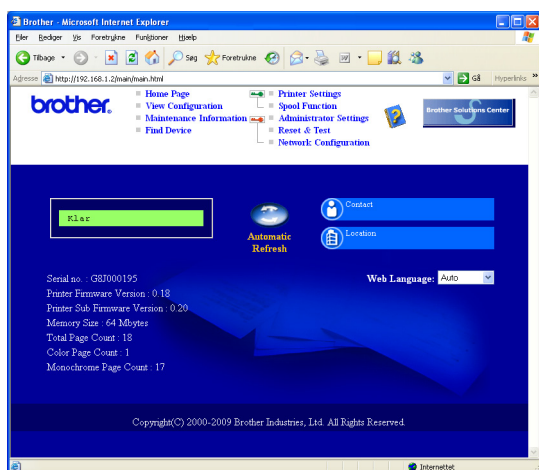 Brother - Microsoft Internet Explorer
Filer Rediger Vis Foretrukne Funktioner Hjælp
Tilbage Søg Foretrukne
Adresse http://192.168.1.2/main/main.html Gå Hyperlinks »
brother.
Home Page
View Configuration
Maintenance Information
Find Device
Printer Settings
Spool Function
Administrator Settings
Reset & Test
Network Configuration
Brother Solutions Center
Klar
Automatic
Refresh
Contact
Location
Web Language: Auto
Serial no. : G8J000195
Printer Firmware Version : 0.18
Printer Sub Firmware Version : 0.20
Memory Size : 64 Mbytes
Total Page Count : 18
Color Page Count : 1
Monochrome Page Count : 17
Copyright(C) 2000-2009 Brother Industries, Ltd. All Rights Reserved.
Internettet